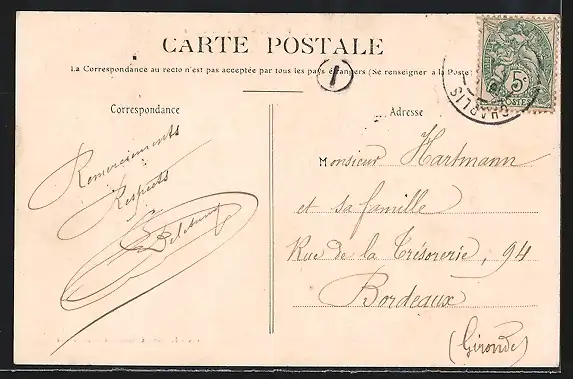 CARTE POSTALE
La Correspondance au recto n'est pas acceptée par tous les pays étrangers (Se renseigner à la Poste)
1
5c
POSTES
Correspondance
Adresse
Remerciements
Respects
Monsieur Hartmann
et sa famille
Rue de la Trésorerie, 94
Bordeaux
(Gironde)